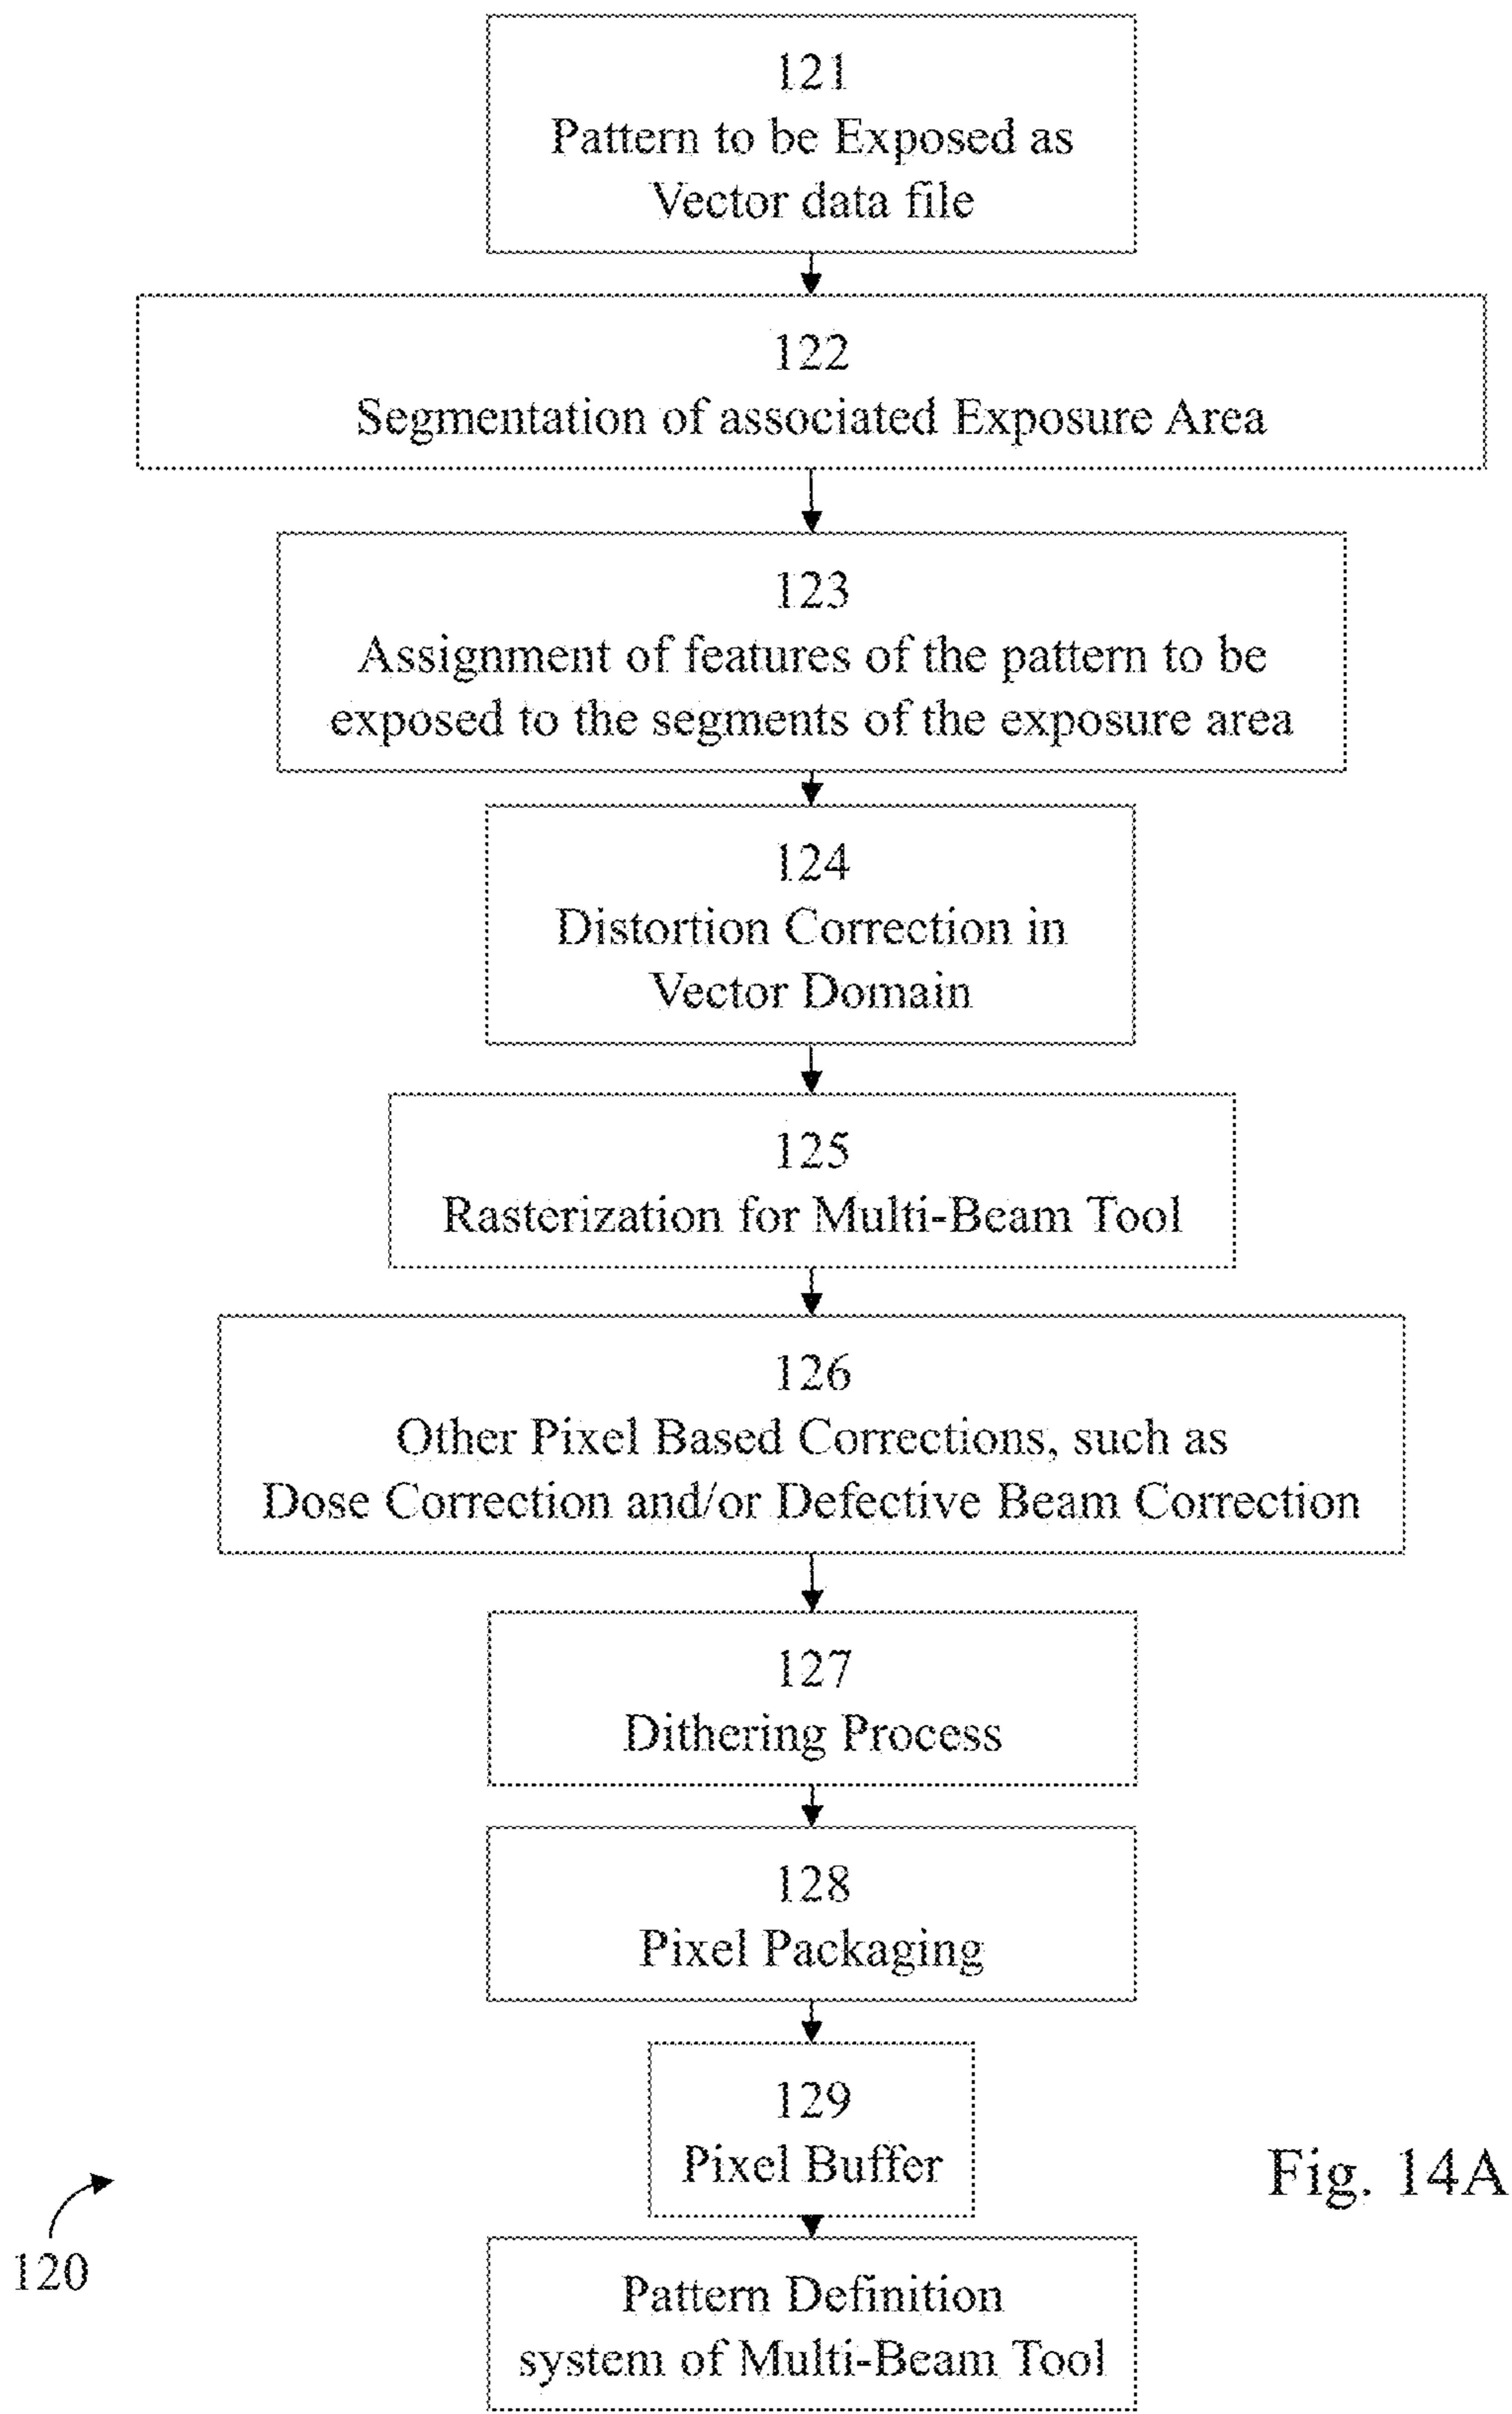 121
Pattern to be Exposed as
Vector data file
122
Segmentation of associated Exposure Area
123
Assignment of features of the pattern to be
exposed to the segments of the exposure area
124
Distortion Correction in
Vector Domain
125
Rasterization for Multi-Beam Tool
126
Other Pixel Based Corrections, such as
Dose Correction and/or Defective Beam Correction
127
Dithering Process
128
Pixel Packaging
129
Pixel Buffer
Pattern Definition
system of Multi-Beam Tool
120
Fig. 14A